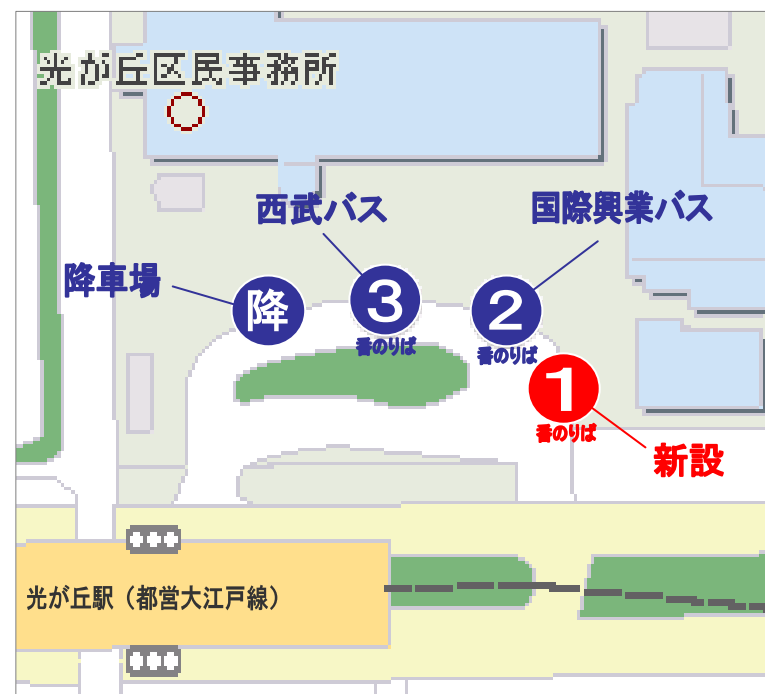 光が丘区民事務所
西武バス
国際興業バス
降車場
降
3
番のりば
2
番のりば
1
番のりば
新設
光が丘駅（都営大江戸線）